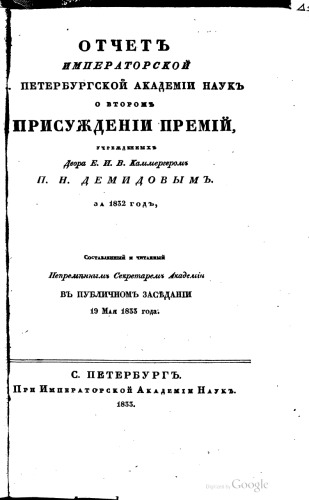 ОТЧЕТЪ
ИМПЕРАТОРСКОЙ
ПЕТЕРБУРГСКОЙ АКАДЕМІИ НАУКЪ
О ВТОРОМЪ
ПРИСУЖДЕНІИ ПРЕМІЙ,
УЧРЕЖДЕННЫХЪ
Двора Е. И. В. Каммергеромъ
П. Н. ДЕМИДОВЫМЪ.
ЗА 1832 ГОДЪ,
Составленный и читанный
Непремѣннымъ Секретаремъ Академіи
ВЪ ПУБЛИЧНОМЪ ЗАСѢДАНІИ
19 Мая 1833 года.
С. ПЕТЕРБУРГЪ.
При Императорской Академіи Наукъ.
1833.
Digitized by Google